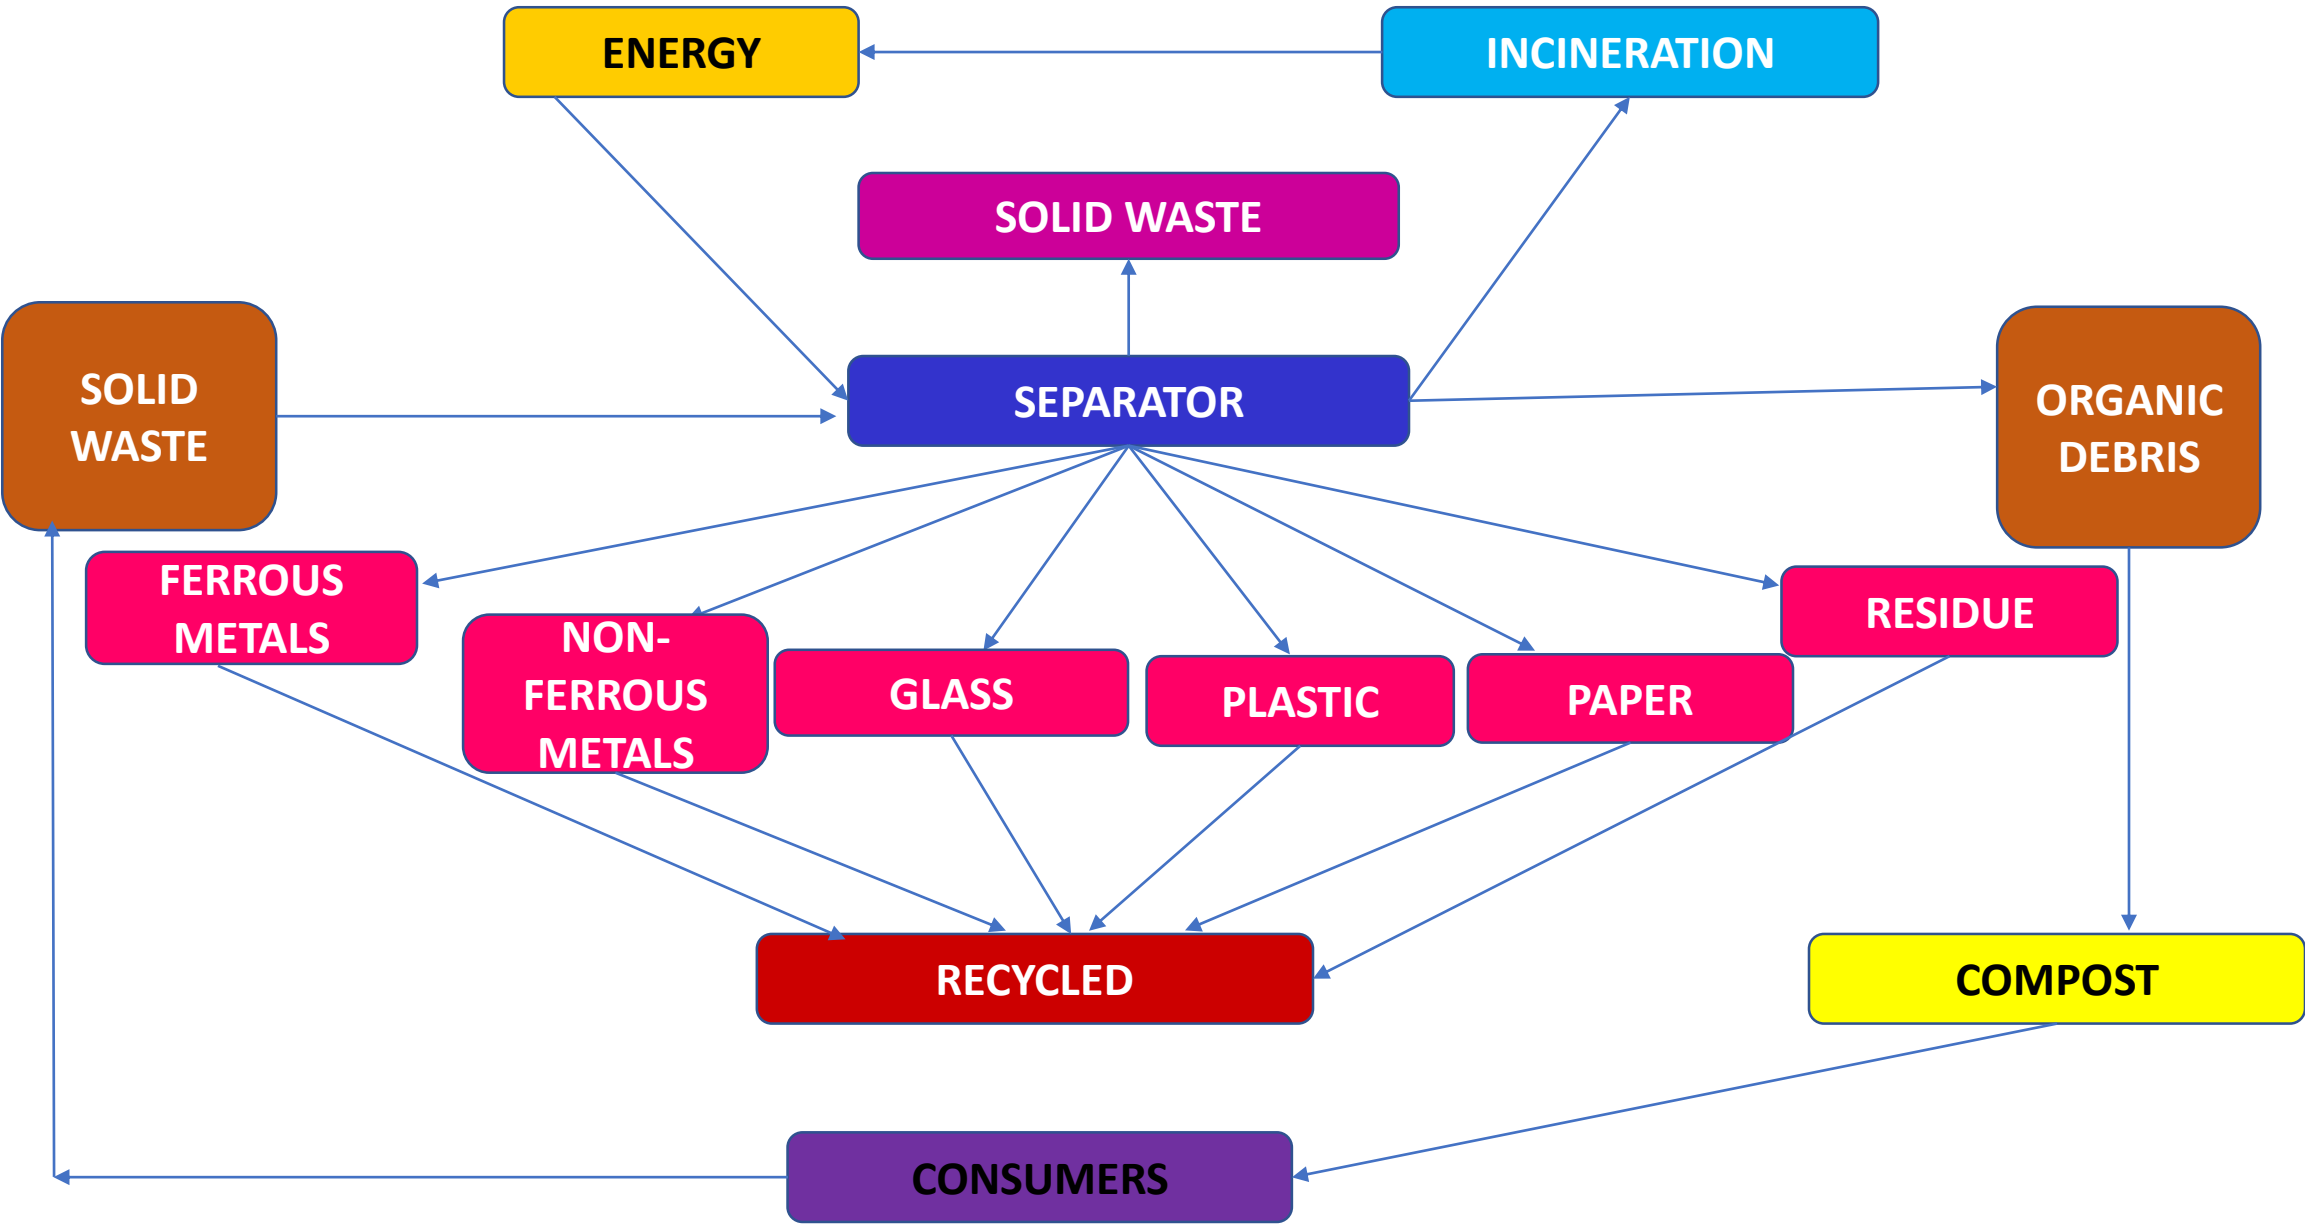 ENERGY
INCINERATION
SOLID WASTE
SOLID
WASTE
SEPARATOR
ORGANIC
DEBRIS
FERROUS
METALS
NON-
FERROUS
METALS
GLASS
PLASTIC
PAPER
RESIDUE
RECYCLED
COMPOST
CONSUMERS